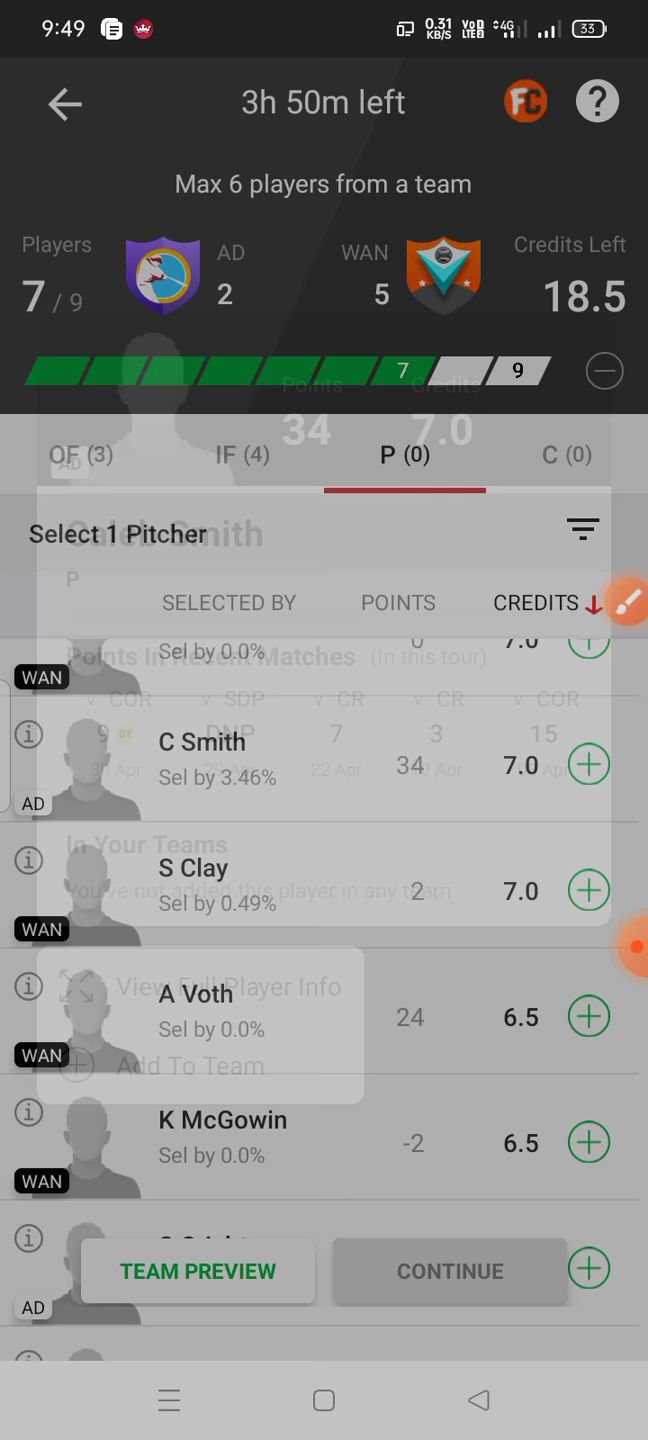 9:49
0.31 KB/S
VoD LTE 2
4G
33
3h 50m left
FC
?
Max 6 players from a team
Players
AD
WAN
Credits Left
7 / 9
2
5
18.5
7
9
Points
Credits
34
7.0
AD
OF (3)
IF (4)
P (0)
C (0)
Select 1 Pitcher
Caleb Smith
P
SELECTED BY
POINTS
CREDITS
Sel by 0.0%
0
7.0
WAN
Points In Recent Matches (In this tour)
v COR
v SDP
v CR
v CR
v COR
9
DT
DNP
7
3
15
22 Apr
C Smith
Sel by 3.46%
34
7.0
AD
In Your Teams
You've not added this player in any team
S Clay
Sel by 0.49%
2
7.0
WAN
View Full Player Info
A Voth
Sel by 0.0%
24
6.5
WAN
Add To Team
K McGowin
Sel by 0.0%
-2
6.5
WAN
TEAM PREVIEW
CONTINUE
AD